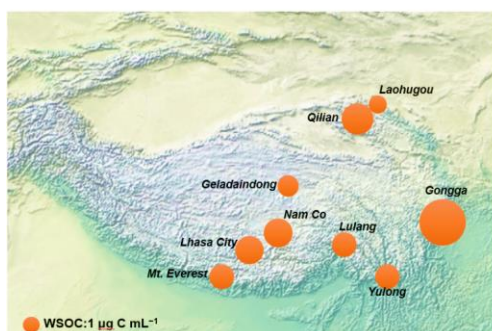 Laohugou
Qilian
Geladaindong
Gongga
Nam Co
Lulang
Lhasa City
Mt. Everest
Yulong
WSOC:1 μg C mL⁻¹